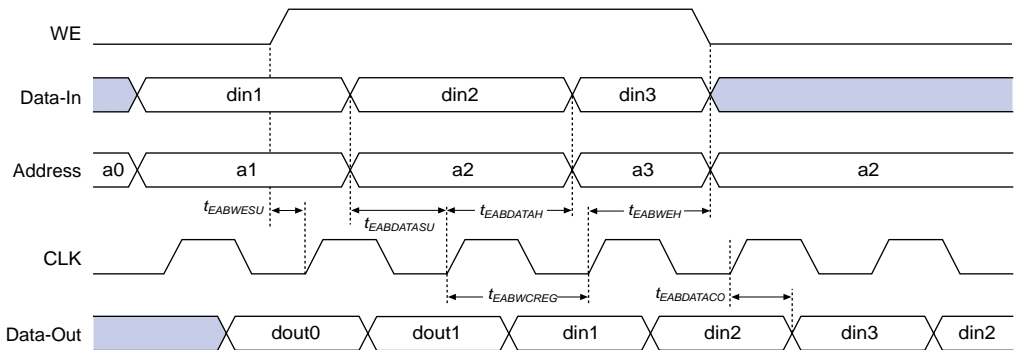 WE
Data-In din1 din2 din3
Address a0 a1 a2 a3 a2
tEABWESU tEABDATASU tEABDATAH tEABWEH
CLK
tEABWCREG tEABDATACO
Data-Out dout0 dout1 din1 din2 din3 din2